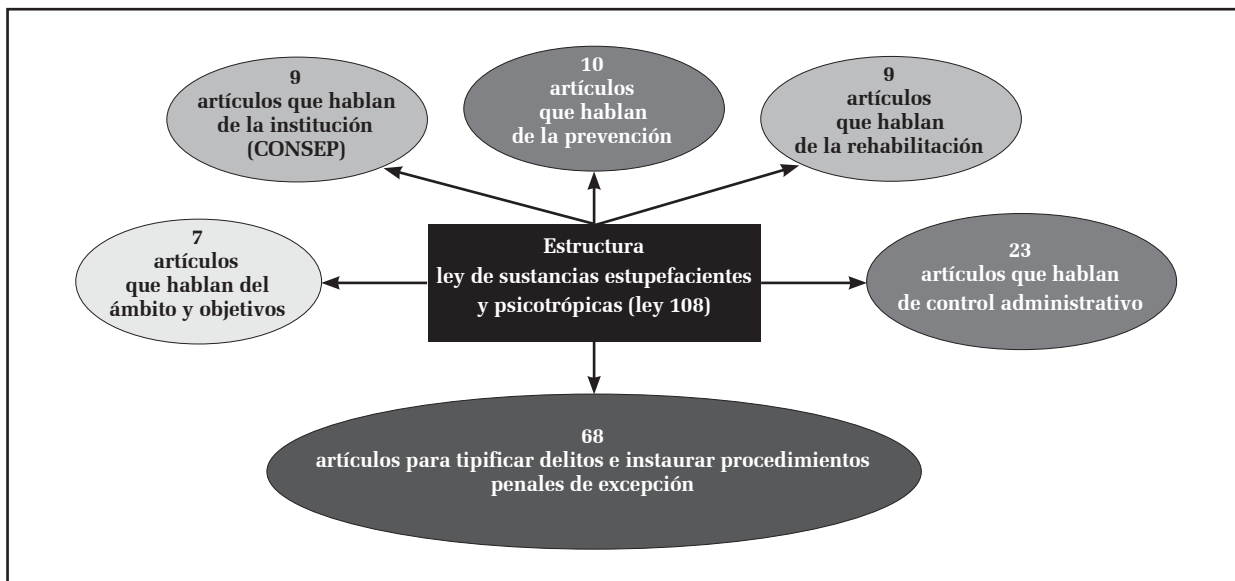 9
artículos que hablan
de la institución
(CONSEP)
10
artículos
que hablan
de la prevención
9
artículos
que hablan
de la rehabilitación
7
artículos
que hablan del
ámbito y objetivos
Estructura
ley de sustancias estupefacientes
y psicotrópicas (ley 108)
23
artículos que hablan
de control administrativo
68
artículos para tipificar delitos e instaurar procedimientos
penales de excepción